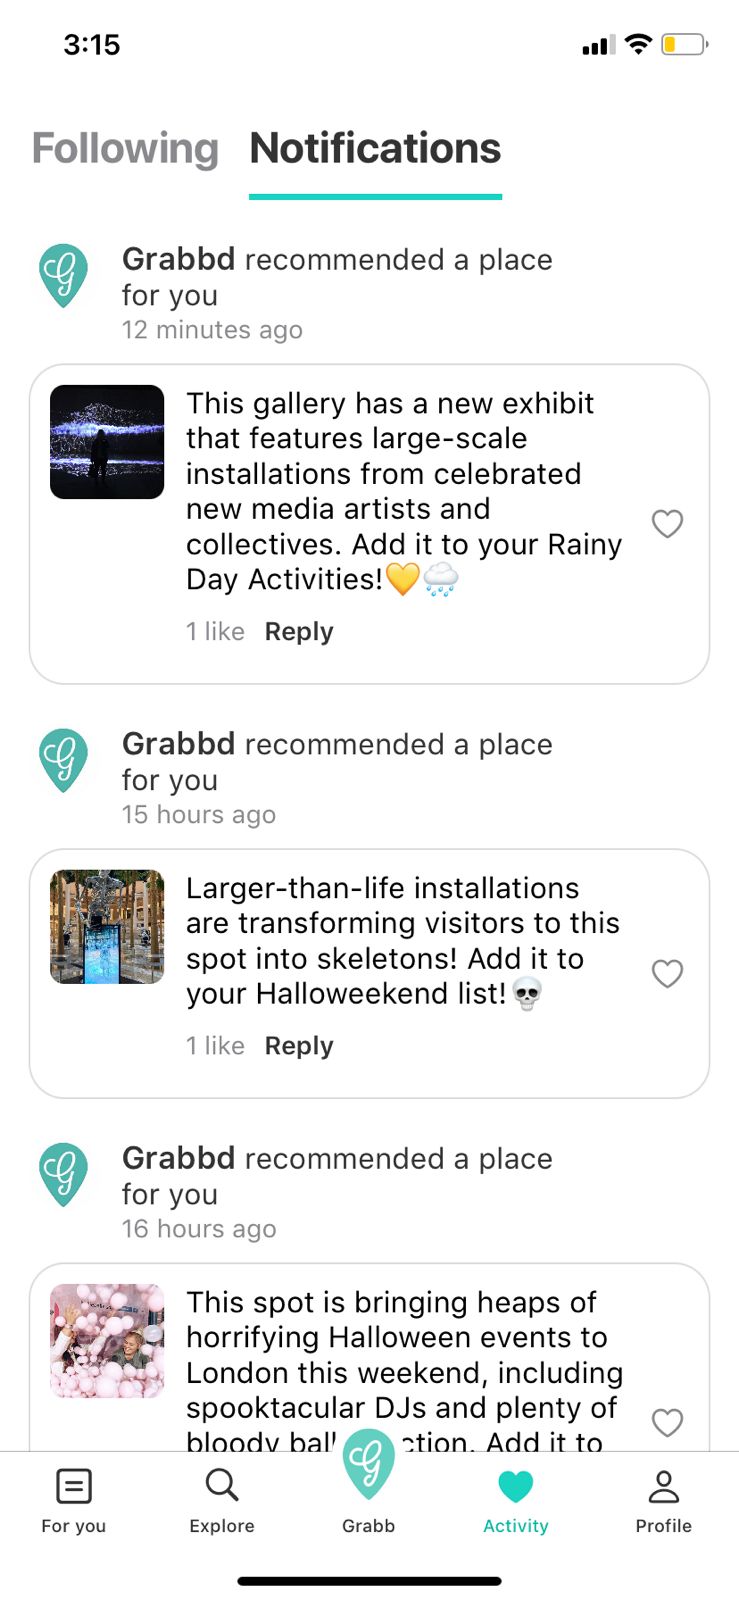 3:15
Following Notifications
Grabbd recommended a place
for you
12 minutes ago
This gallery has a new exhibit
that features large-scale
installations from celebrated
new media artists and
collectives. Add it to your Rainy
Day Activities!💛🌧️
1 like Reply
Grabbd recommended a place
for you
15 hours ago
Larger-than-life installations
are transforming visitors to this
spot into skeletons! Add it to
your Halloweekend list!💀
1 like Reply
Grabbd recommended a place
for you
16 hours ago
This spot is bringing heaps of
horrifying Halloween events to
London this weekend, including
spooktacular DJs and plenty of
bloody ball ction. Add it to
For you Explore Grabb Activity Profile